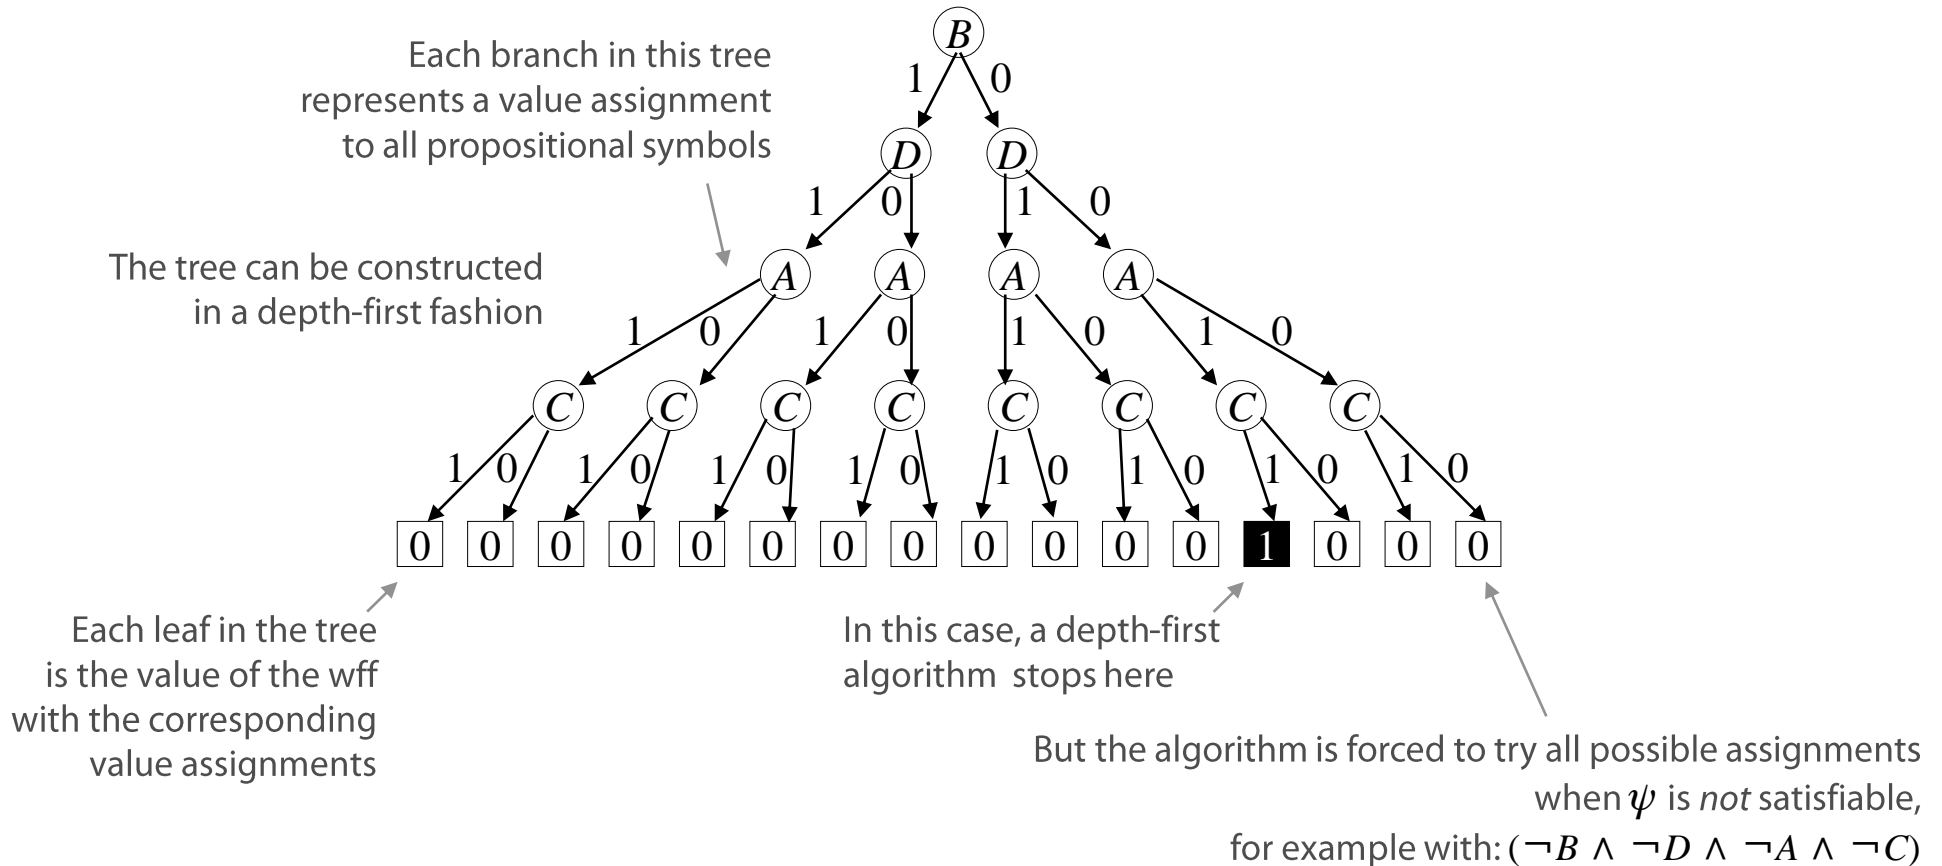 B
Each branch in this tree
represents a value assignment
to all propositional symbols
1 0
D D
1 0 1 0
The tree can be constructed
in a depth-first fashion
A A A A
1 0 1 0 1 0 1 0
C C C C C C C C
1 0 1 0 1 0 1 0 1 0 1 0 1 0 1 0
0 0 0 0 0 0 0 0 0 0 0 0 1 0 0 0
Each leaf in the tree
is the value of the wff
with the corresponding
value assignments
In this case, a depth-first
algorithm stops here
But the algorithm is forced to try all possible assignments
when ψ is not satisfiable,
for example with: (¬B ∧ ¬D ∧ ¬A ∧ ¬C)